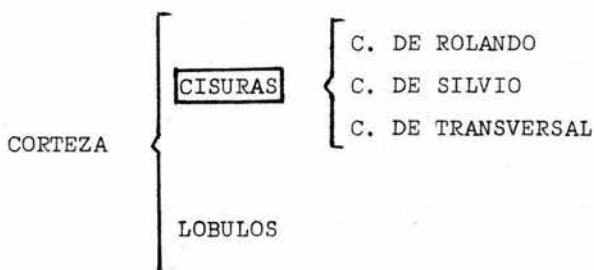 C. DE ROLANDO
CISURAS
C. DE SILVIO
C. DE TRANSVERSAL
CORTEZA
LOBULOS